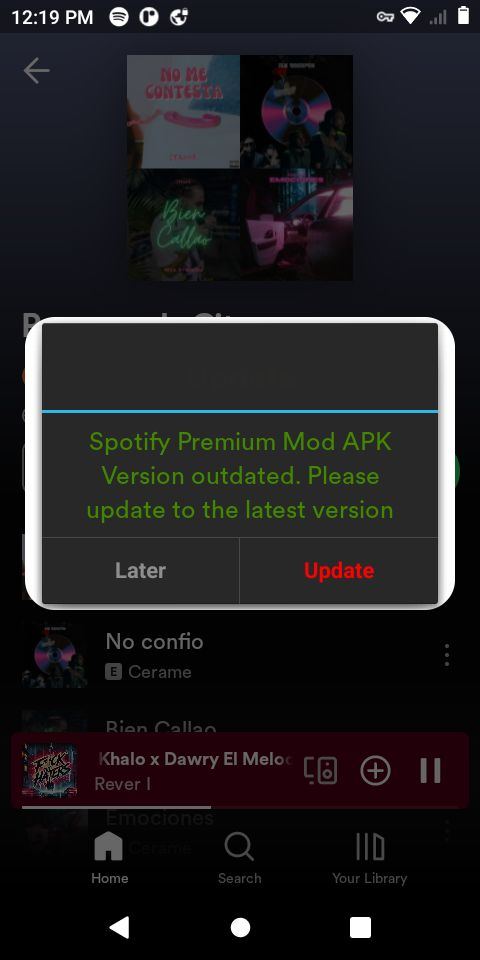 12:19 PM
NO ME
CONTESTA
Bien
Callao
EMOCIONES
Update
Spotify Premium Mod APK
Version outdated. Please
update to the latest version
Later
Update
No confio
E Cerame
Bien Callao
Khalo x Dawry El Meloc
Rever I
Emociones
Cerame
Home
Search
Your Library